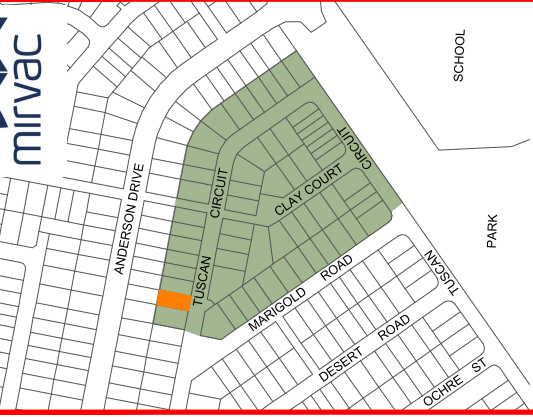 mirvac
SCHOOL
PARK
ANDERSON DRIVE
TUSCAN CIRCUIT
CIRCUIT
CLAY COURT
MARIGOLD ROAD
TUSCAN
DESERT ROAD
OCHRE ST